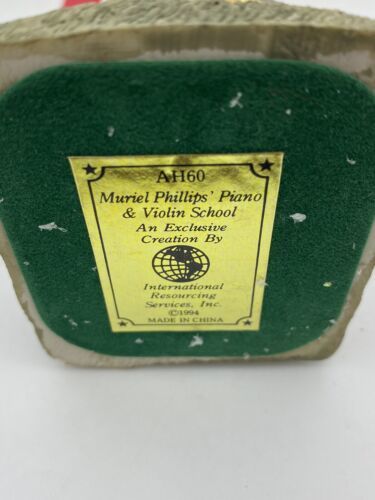 AH60
Muriel Phillips' Piano
& Violin School
An Exclusive
Creation By
International
Resourcing
Services, Inc.
©1994
MADE IN CHINA